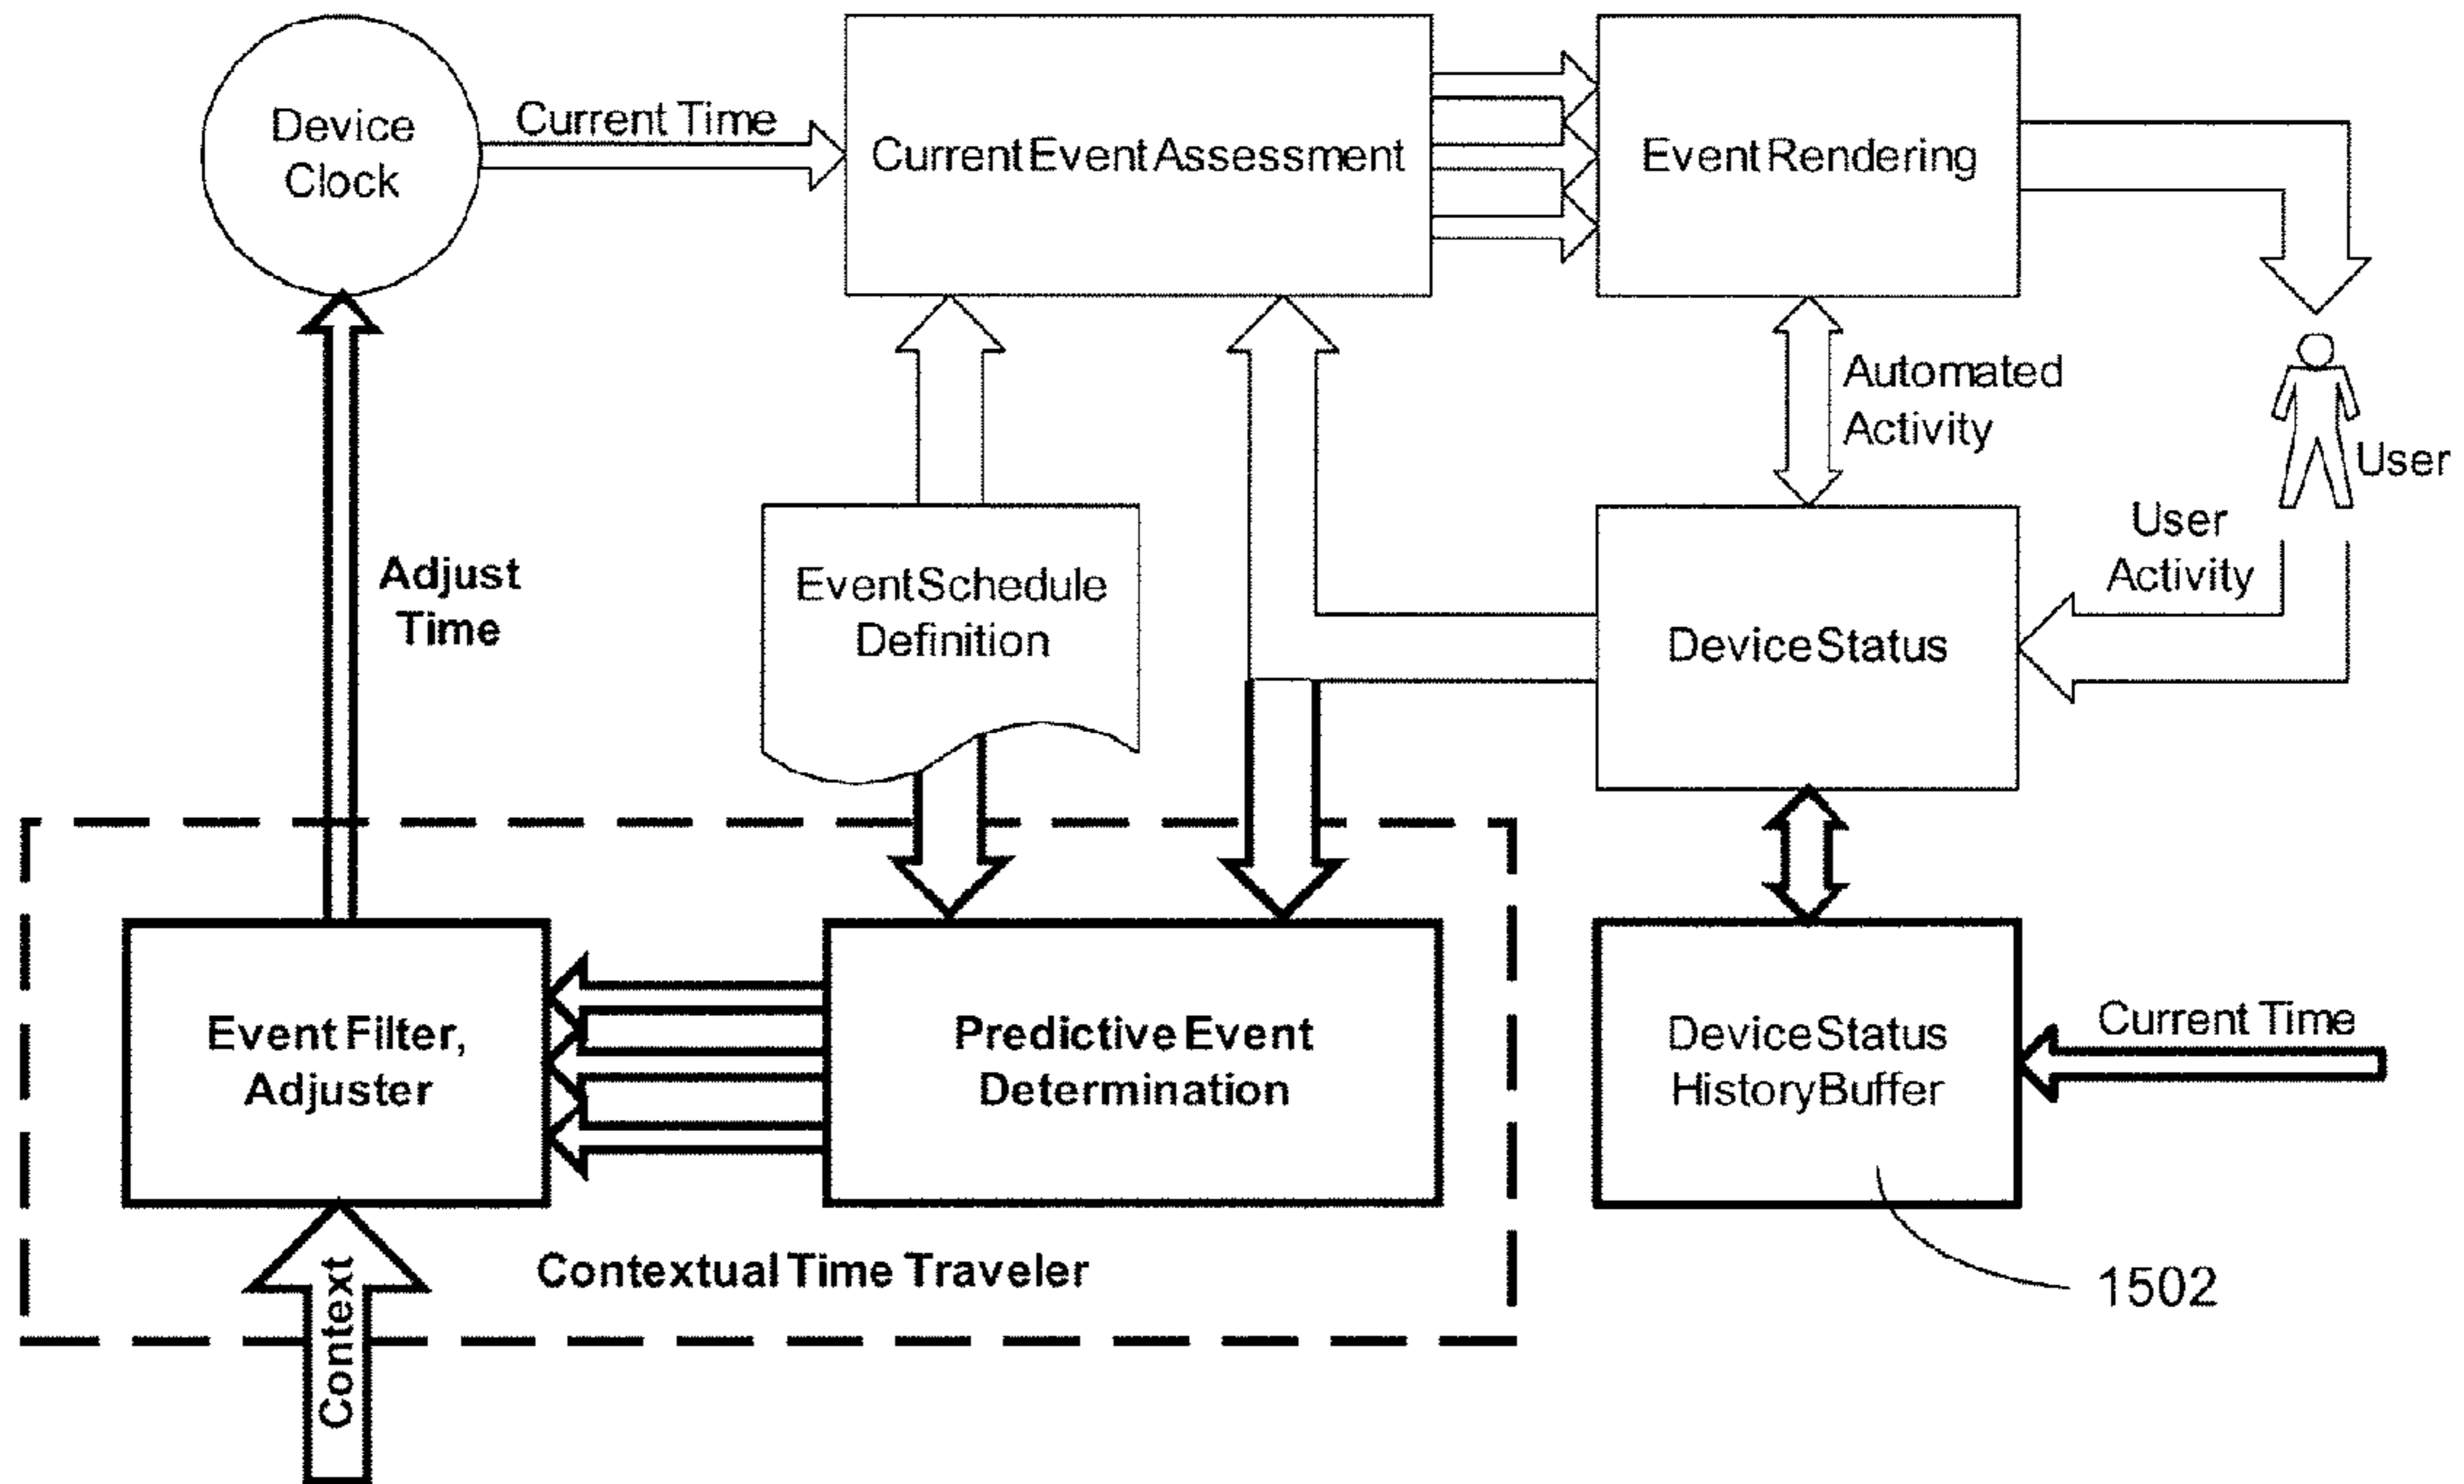 Device
Clock
Current Time
Current Event Assessment
Event Rendering
Automated
Activity
User
User
Activity
Adjust
Time
Event Schedule
Definition
Device Status
Event Filter,
Adjuster
Predictive Event
Determination
Device Status
History Buffer
Current Time
Contextual Time Traveler
1502
Context